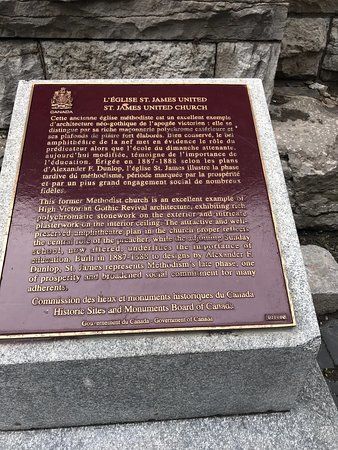 CANADA
L'ÉGLISE ST. JAMES UNITED
ST. JAMES UNITED CHURCH
Cette ancienne église méthodiste est un excellent exemple
d'architecture néo-gothique de l'apogée victorien : elle se
distingue par sa riche maçonnerie polychrome extérieure et
ses plafonds de plâtre fort élaborés. Bien conservé, le bel
amphithéâtre de la nef met en évidence le rôle du
prédicateur alors que l'école du dimanche attenante,
aujourd'hui modifiée, témoigne de l'importance de
l'éducation. Érigée en 1887-1888 selon les plans
d'Alexander F. Dunlop, l'église St. James illustre la phase
tardive du méthodisme, période marquée par la prospérité
et par un plus grand engagement social de nombreux
fidèles.
This former Methodist church is an excellent example of
High Victorian Gothic Revival architecture, exhibiting rich
polychromatic stonework on the exterior and intricate
plasterwork on the interior ceiling. The attractive and well-
preserved amphitheatre plan in the church proper reflects
the central role of the preacher, while the adjoining Sunday
school, now altered, underlines the importance of
education. Built in 1887-1888 to designs by Alexander F.
Dunlop, St. James represents Methodism's late phase, one
of prosperity and broadened social commitment for many
adherents.
Commission des lieux et monuments historiques du Canada
Historic Sites and Monuments Board of Canada
Gouvernement du Canada - Government of Canada